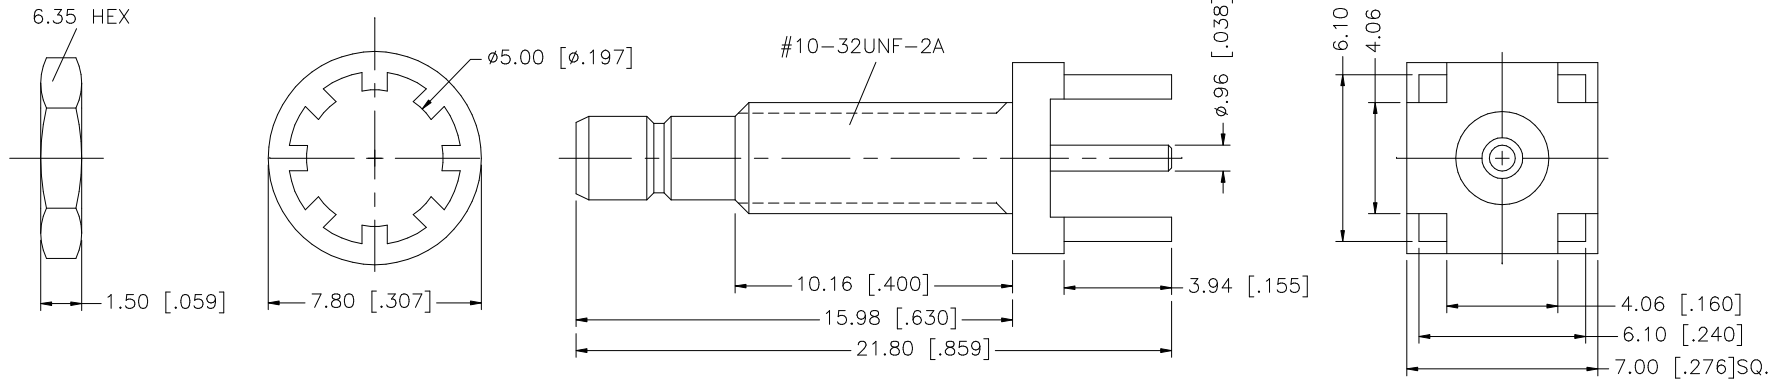 6.35 HEX
1.50 [.059]
ø5.00 [ø.197]
7.80 [.307]
#10-32UNF-2A
ø.96 [.038]
10.16 [.400]
15.98 [.630]
21.80 [.859]
3.94 [.155]
6.10
4.06
4.06 [.160]
6.10 [.240]
7.00 [.276]SQ.